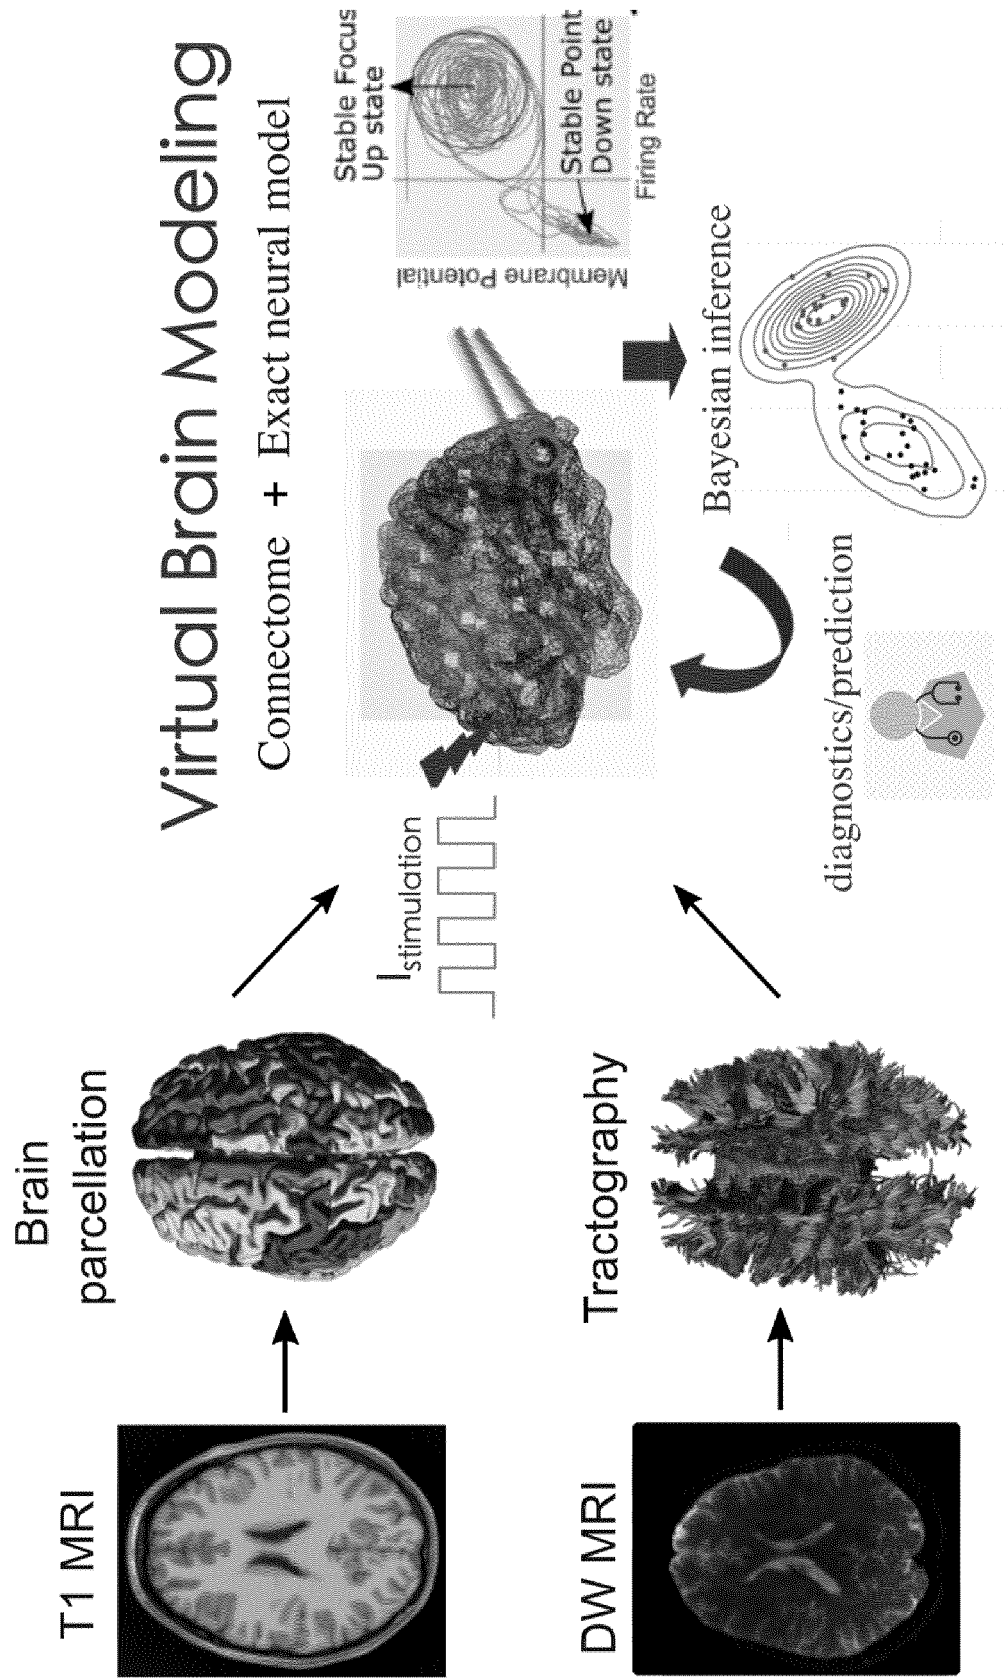 T1 MRI
Brain
parcellation
DW MRI
Tractography
Virtual Brain Modeling
Connectome + Exact neural model
Istimulation
Stable Focus
Up state
Membrane Potential
Stable Point
Down state
Firing Rate
Bayesian inference
diagnostics/prediction